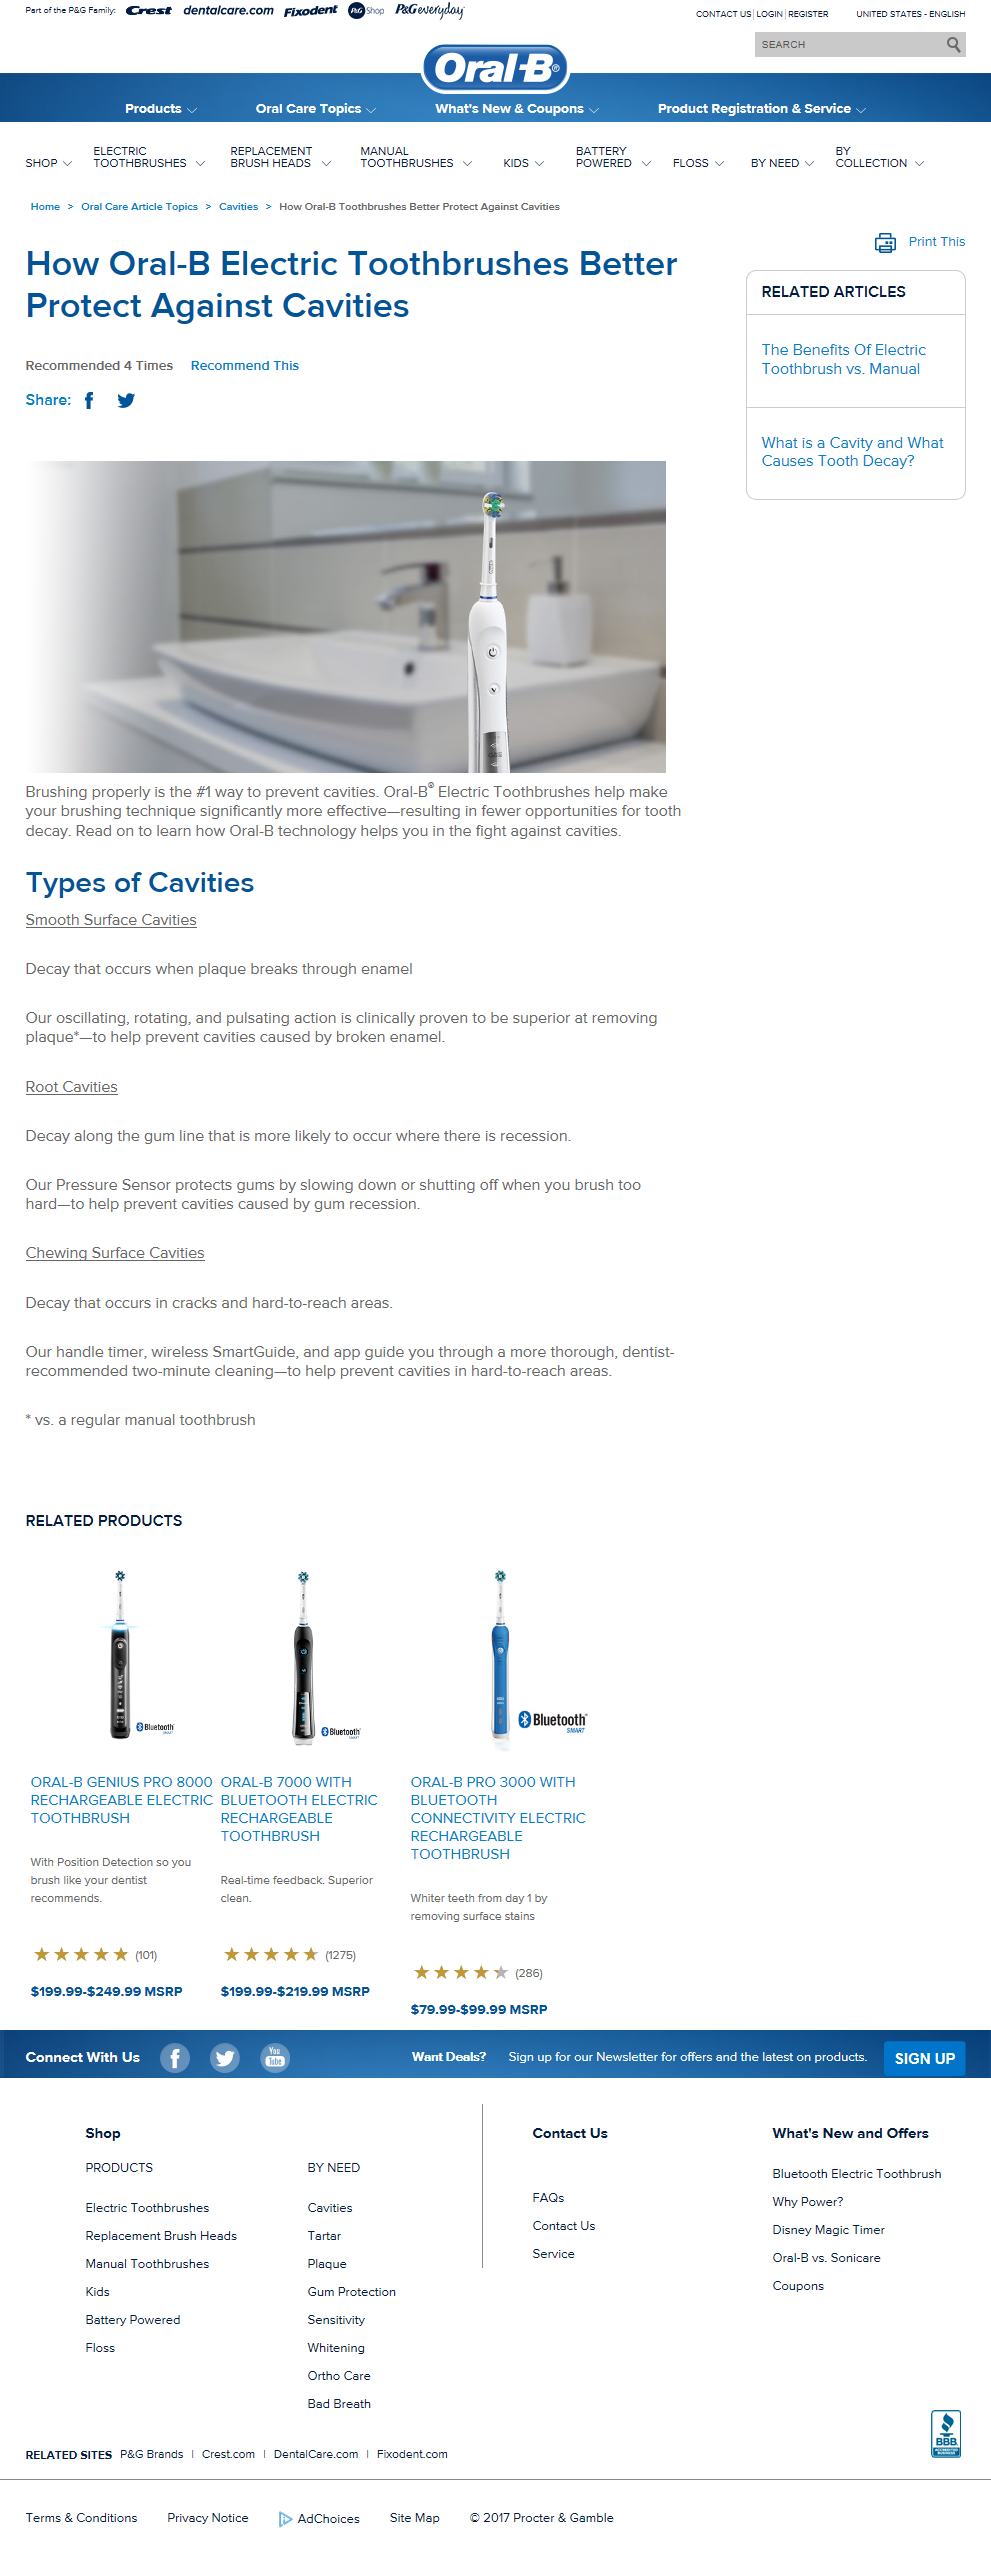 Part of the P&G Family: Crest dentalcare.com Fixodent P&G Shop P&G everyday
CONTACT US | LOGIN | REGISTER UNITED STATES - ENGLISH
SEARCH
Oral-B®
Products What's New & Coupons Oral Care Topics Product Registration & Service
SHOP ELECTRIC TOOTHBRUSHES REPLACEMENT BRUSH HEADS MANUAL TOOTHBRUSHES KIDS BATTERY POWERED FLOSS BY NEED BY COLLECTION
Home > Oral Care Article Topics > Cavities > How Oral-B Toothbrushes Better Protect Against Cavities
Print This
How Oral-B Electric Toothbrushes Better
Protect Against Cavities
Recommended 4 Times Recommend This
Share:
RELATED ARTICLES
The Benefits Of Electric
Toothbrush vs. Manual
What is a Cavity and What
Causes Tooth Decay?
Brushing properly is the #1 way to prevent cavities. Oral-B® Electric Toothbrushes help make
your brushing technique significantly more effective—resulting in fewer opportunities for tooth
decay. Read on to learn how Oral-B technology helps you in the fight against cavities.
Types of Cavities
Smooth Surface Cavities
Decay that occurs when plaque breaks through enamel
Our oscillating, rotating, and pulsating action is clinically proven to be superior at removing
plaque*—to help prevent cavities caused by broken enamel.
Root Cavities
Decay along the gum line that is more likely to occur where there is recession.
Our Pressure Sensor protects gums by slowing down or shutting off when you brush too
hard—to help prevent cavities caused by gum recession.
Chewing Surface Cavities
Decay that occurs in cracks and hard-to-reach areas.
Our handle timer, wireless SmartGuide, and app guide you through a more thorough, dentist-
recommended two-minute cleaning—to help prevent cavities in hard-to-reach areas.
* vs. a regular manual toothbrush
RELATED PRODUCTS
Bluetooth SMART
Bluetooth SMART
Bluetooth SMART
ORAL-B GENIUS PRO 8000
RECHARGEABLE ELECTRIC
TOOTHBRUSH
With Position Detection so you
brush like your dentist
recommends.
(101)
$199.99-$249.99 MSRP
ORAL-B 7000 WITH
BLUETOOTH ELECTRIC
RECHARGEABLE
TOOTHBRUSH
Real-time feedback. Superior
clean.
(1275)
$199.99-$219.99 MSRP
ORAL-B PRO 3000 WITH
BLUETOOTH
CONNECTIVITY ELECTRIC
RECHARGEABLE
TOOTHBRUSH
Whiter teeth from day 1 by
removing surface stains
(286)
$79.99-$99.99 MSRP
Connect With Us You Tube Want Deals? Sign up for our Newsletter for offers and the latest on products. SIGN UP
Shop
PRODUCTS
Electric Toothbrushes
Replacement Brush Heads
Manual Toothbrushes
Kids
Battery Powered
Floss
BY NEED
Cavities
Tartar
Plaque
Gum Protection
Sensitivity
Whitening
Ortho Care
Bad Breath
Contact Us
FAQs
Contact Us
Service
What's New and Offers
Bluetooth Electric Toothbrush
Why Power?
Disney Magic Timer
Oral-B vs. Sonicare
Coupons
BBB
ACCREDITED
BUSINESS
RELATED SITES P&G Brands | Crest.com | DentalCare.com | Fixodent.com
Terms & Conditions Privacy Notice AdChoices Site Map © 2017 Procter & Gamble